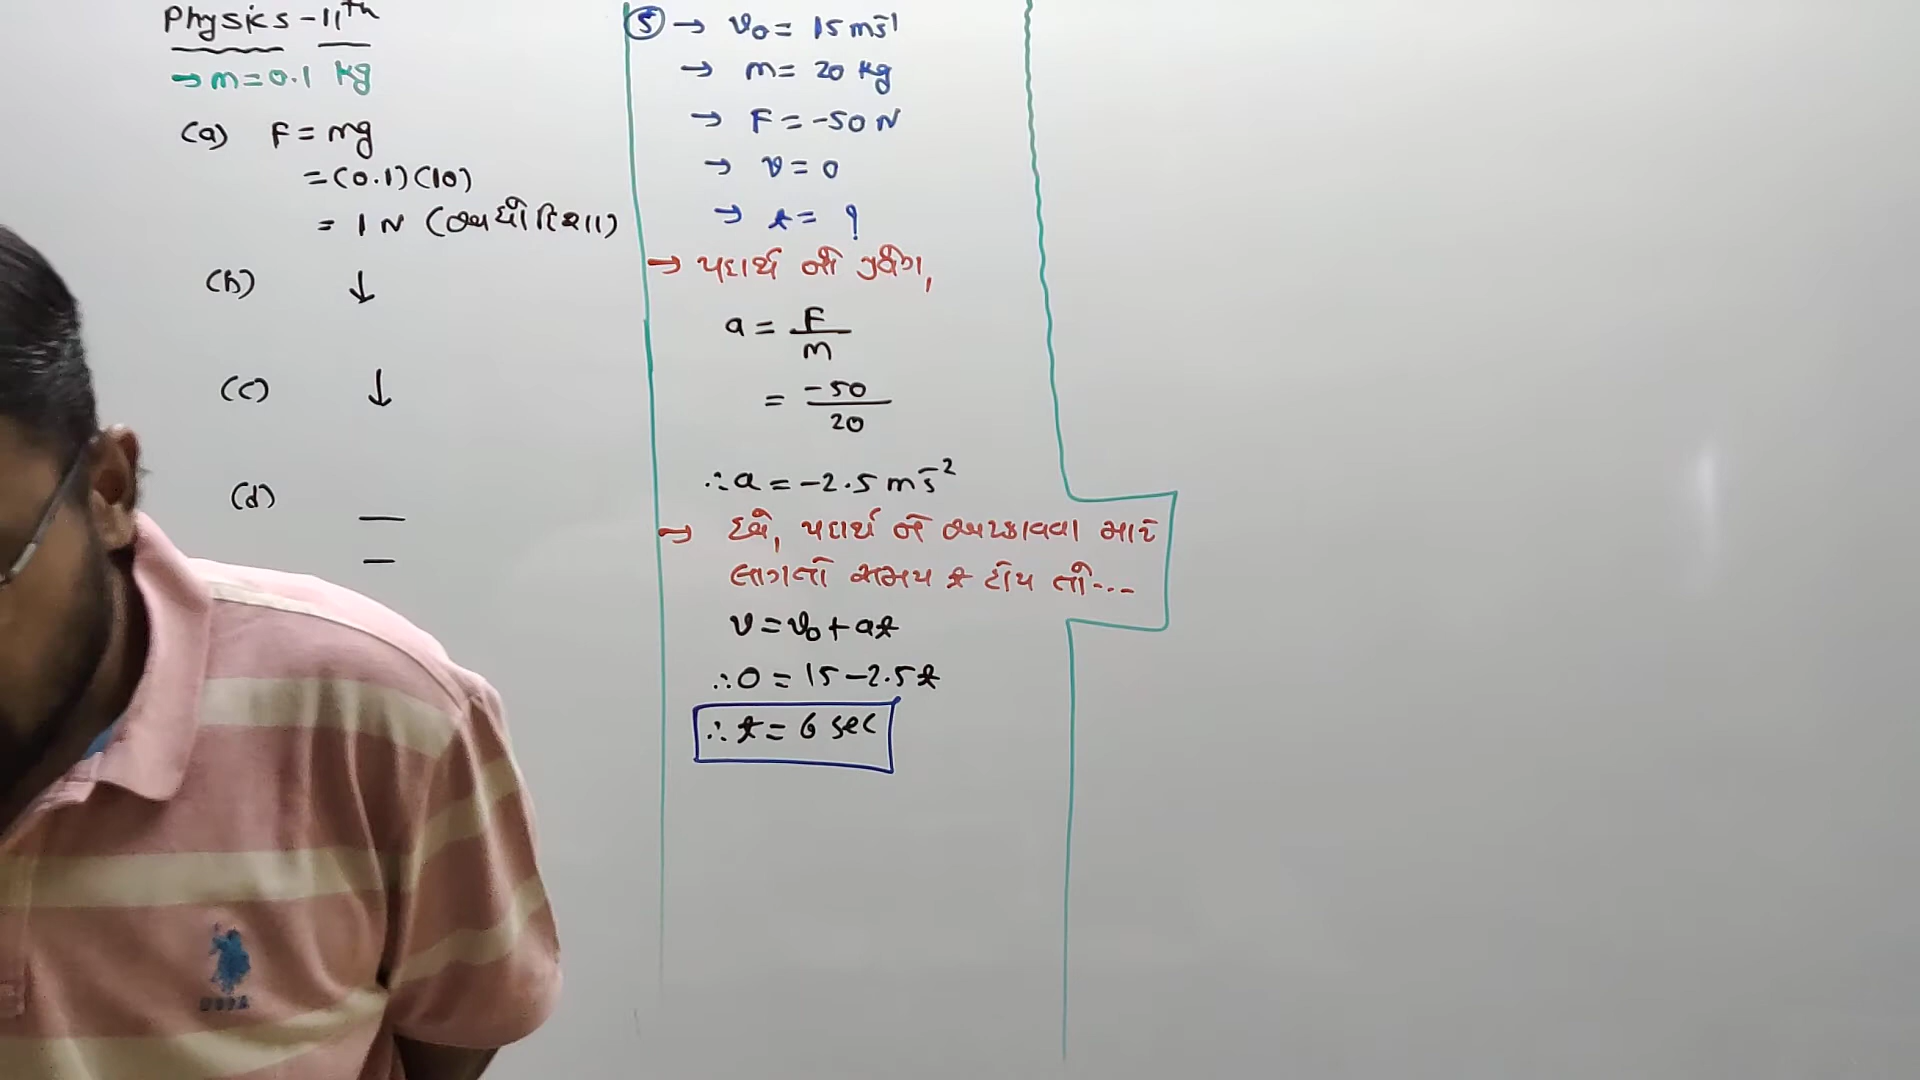 Physics - 11th
→ m = 0.1 kg
(a) F = mg
= (0.1) (10)
= 1 N (અધોદિશા)
(b) ↓
(c) ↓
(d)
⑤ → v₀ = 15 ms⁻¹
→ m = 20 kg
→ F = -50 N
→ v = 0
→ t = ?
→ પદાર્થ નો પ્રવેગ,
a = F/m
= -50/20
∴ a = -2.5 ms⁻²
→ હવે, પદાર્થ ને અટકાવવા માટે
લાગતો સમય t હોય તો---
v = v₀ + at
∴ 0 = 15 - 2.5t
∴ t = 6 sec